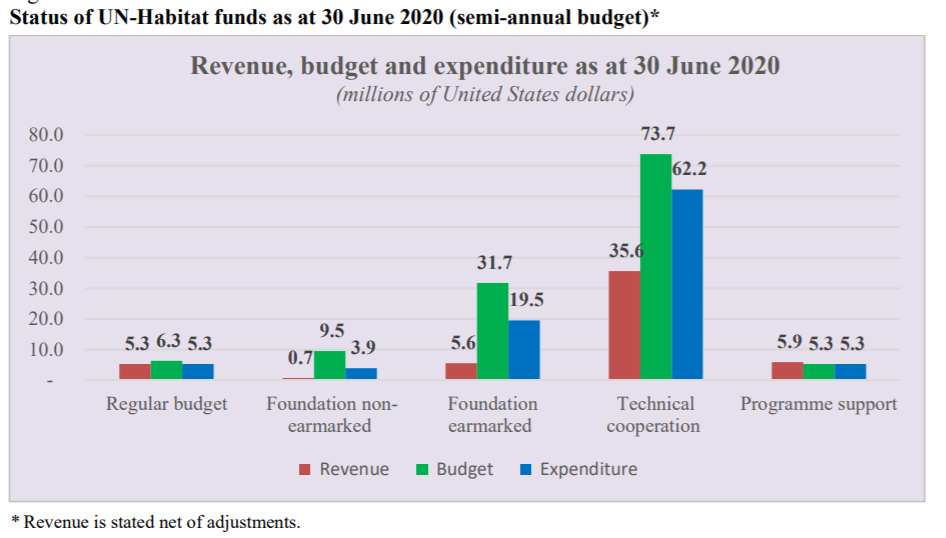 Status of UN-Habitat funds as at 30 June 2020 (semi-annual budget)*
Revenue, budget and expenditure as at 30 June 2020
(millions of United States dollars)
80.0
70.0
60.0
50.0
40.0
30.0
20.0
10.0
-
5.3 6.3 5.3
0.7 9.5 3.9
5.6 31.7 19.5
35.6 73.7 62.2
5.9 5.3 5.3
Regular budget
Foundation non-
earmarked
Foundation
earmarked
Technical
cooperation
Programme support
Revenue Budget Expenditure
* Revenue is stated net of adjustments.